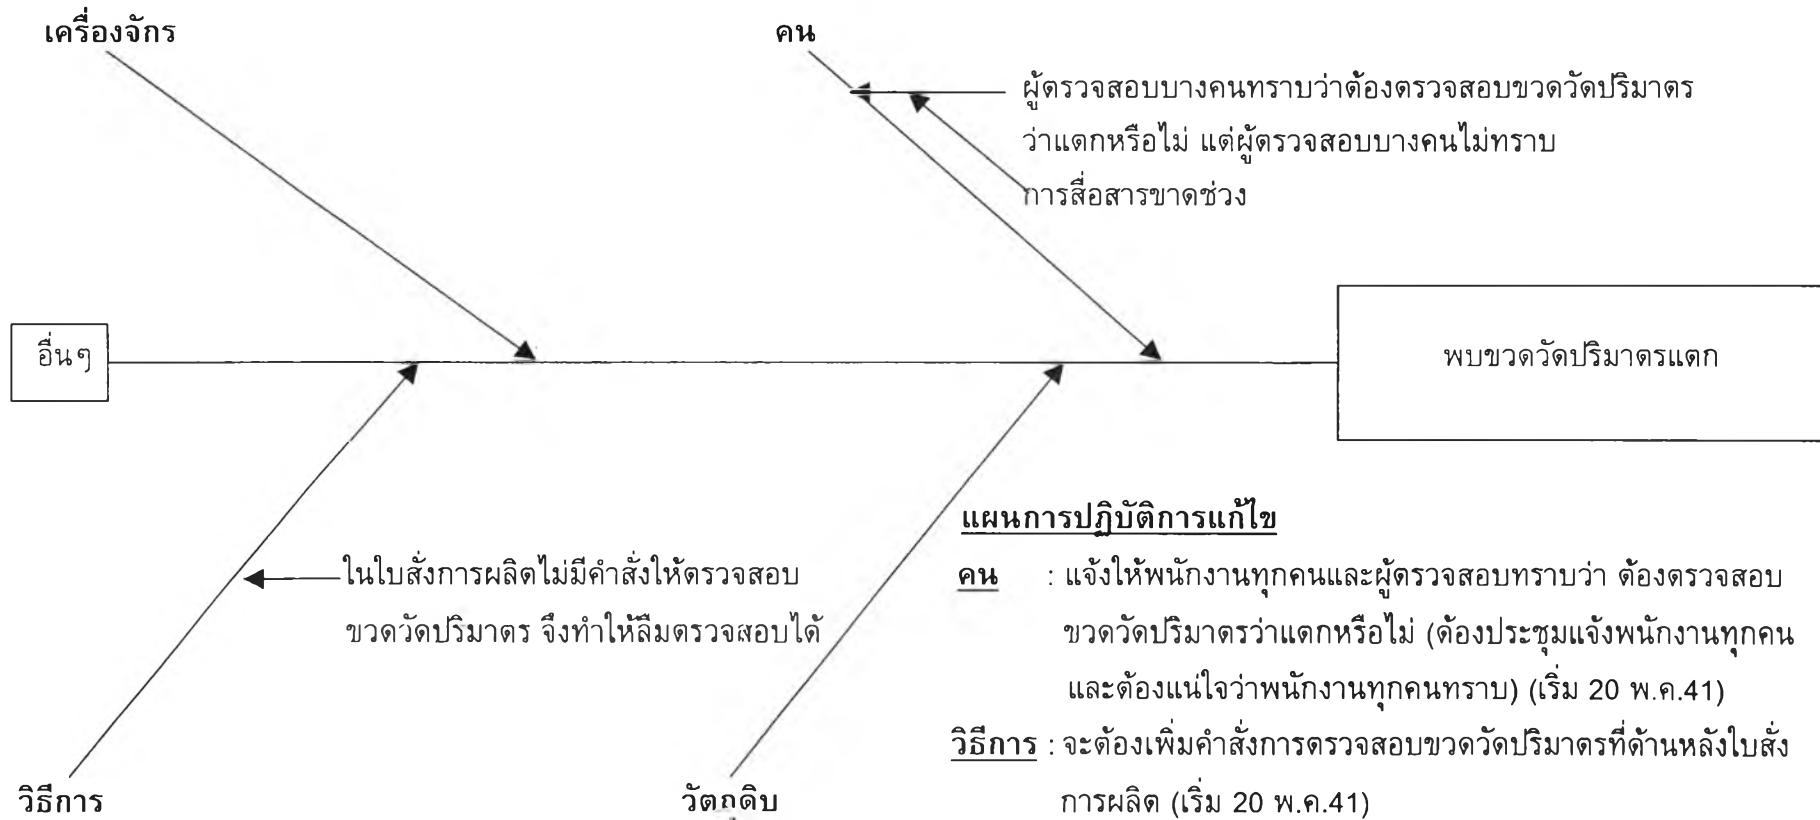 เครื่องจักร
คน
ผู้ตรวจสอบบางคนทราบว่าต้องตรวจสอบขวดวัดปริมาตร
ว่าแตกหรือไม่ แต่ผู้ตรวจสอบบางคนไม่ทราบ
การสื่อสารขาดช่วง
อื่นๆ
พบขวดวัดปริมาตรแตก
ในใบสั่งการผลิตไม่มีคำสั่งให้ตรวจสอบ
ขวดวัดปริมาตร จึงทำให้ลืมตรวจสอบได้
วิธีการ
วัตถุดิบ
แผนการปฏิบัติการแก้ไข
คน : แจ้งให้พนักงานทุกคนและผู้ตรวจสอบทราบว่า ต้องตรวจสอบ
ขวดวัดปริมาตรว่าแตกหรือไม่ (ต้องประชุมแจ้งพนักงานทุกคน
และต้องแน่ใจว่าพนักงานทุกคนทราบ) (เริ่ม 20 พ.ค.41)
วิธีการ : จะต้องเพิ่มคำสั่งการตรวจสอบขวดวัดปริมาตรที่ด้านหลังใบสั่ง
การผลิต (เริ่ม 20 พ.ค.41)